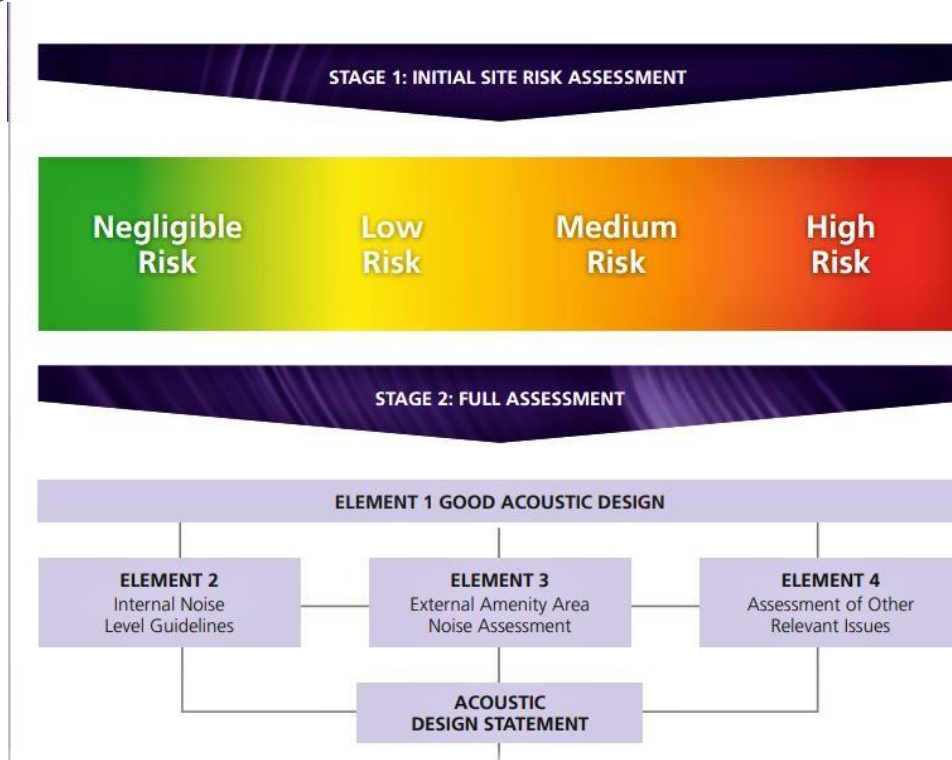 STAGE 1: INITIAL SITE RISK ASSESSMENT
Negligible
Risk
Low
Risk
Medium
Risk
High
Risk
STAGE 2: FULL ASSESSMENT
ELEMENT 1 GOOD ACOUSTIC DESIGN
ELEMENT 2
Internal Noise
Level Guidelines
ELEMENT 3
External Amenity Area
Noise Assessment
ELEMENT 4
Assessment of Other
Relevant Issues
ACOUSTIC
DESIGN STATEMENT